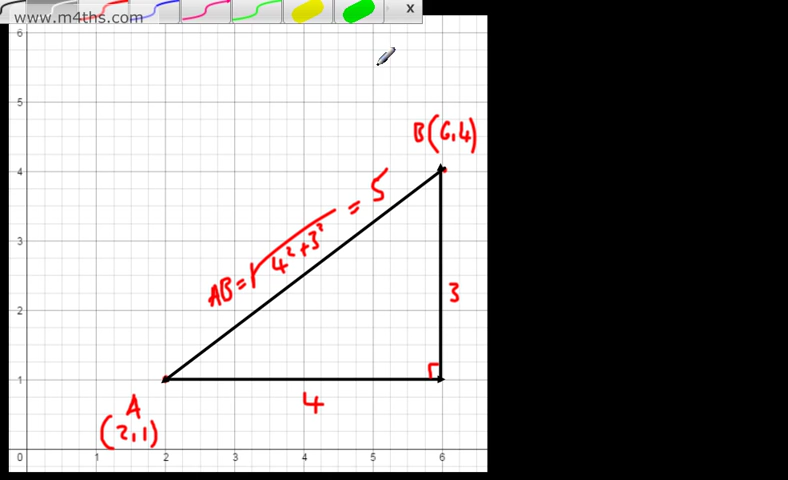 www.m4ths.com
x
6
5
B(6,4)
4
AB=√4²+3² = 5
3
3
2
1
4
A
(2,1)
0 1 2 3 4 5 6